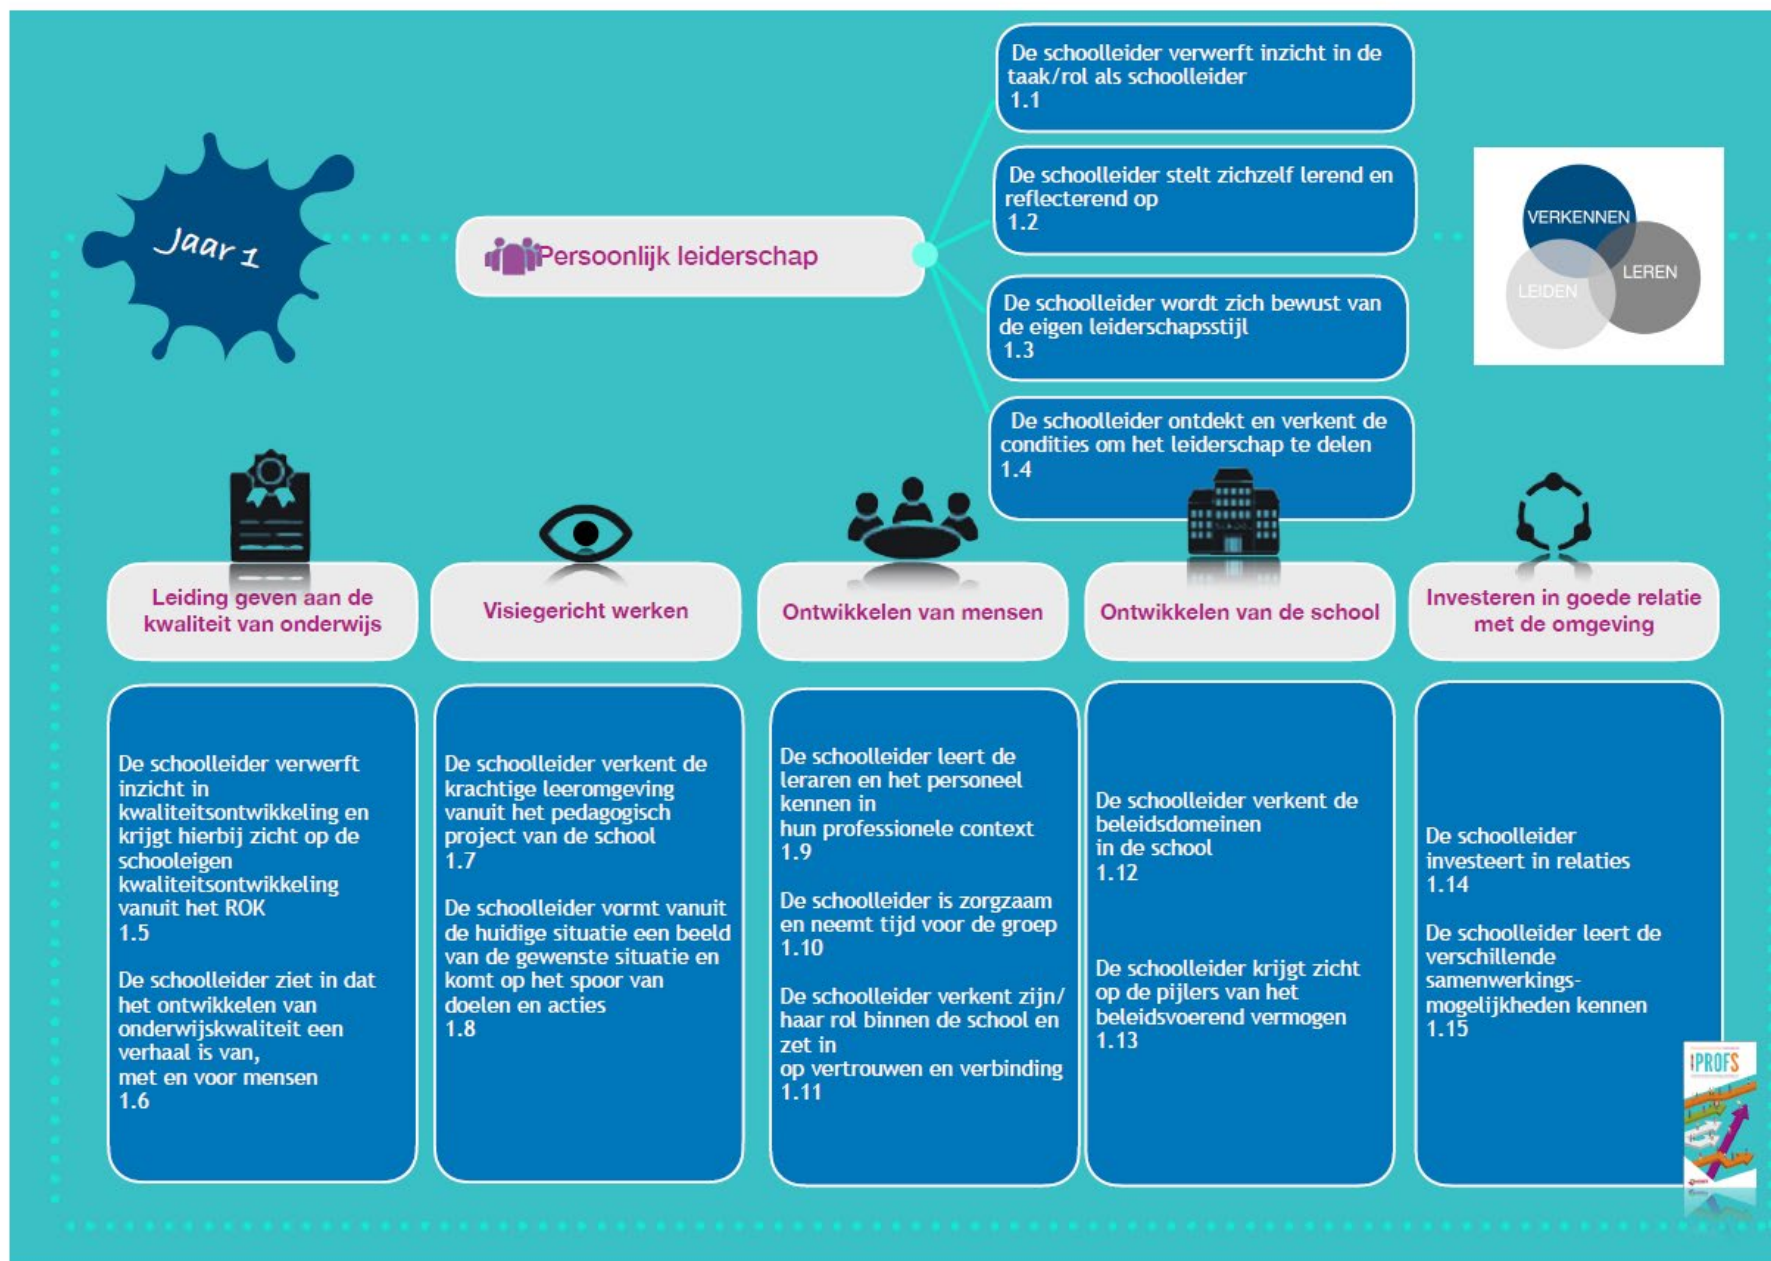 De schoolleider verwerft inzicht in de
taak/rol als schoolleider
1.1
De schoolleider stelt zichzelf lerend en
reflecterend op
1.2
VERKENNEN
LEREN
LEIDEN
Jaar 1
Persoonlijk leiderschap
De schoolleider wordt zich bewust van
de eigen leiderschapsstijl
1.3
De schoolleider ontdekt en verkent de
condities om het leiderschap te delen
1.4
Leiding geven aan de
kwaliteit van onderwijs
Visiegericht werken
Ontwikkelen van mensen
Ontwikkelen van de school
Investeren in goede relatie
met de omgeving
De schoolleider verwerft
inzicht in
kwaliteitsontwikkeling en
krijgt hierbij zicht op de
schooleigen
kwaliteitsontwikkeling
vanuit het ROK
1.5
De schoolleider ziet in dat
het ontwikkelen van
onderwijskwaliteit een
verhaal is van,
met en voor mensen
1.6
De schoolleider verkent de
krachtige leeromgeving
vanuit het pedagogisch
project van de school
1.7
De schoolleider vormt vanuit
de huidige situatie een beeld
van de gewenste situatie en
komt op het spoor van
doelen en acties
1.8
De schoolleider leert de
leraren en het personeel
kennen in
hun professionele context
1.9
De schoolleider is zorgzaam
en neemt tijd voor de groep
1.10
De schoolleider verkent zijn/
haar rol binnen de school en
zet in
op vertrouwen en verbinding
1.11
De schoolleider verkent de
beleidsdomeinen
in de school
1.12
De schoolleider krijgt zicht
op de pijlers van het
beleidsvoerend vermogen
1.13
De schoolleider
investeert in relaties
1.14
De schoolleider leert de
verschillende
samenwerkings-
mogelijkheden kennen
1.15
PROFS